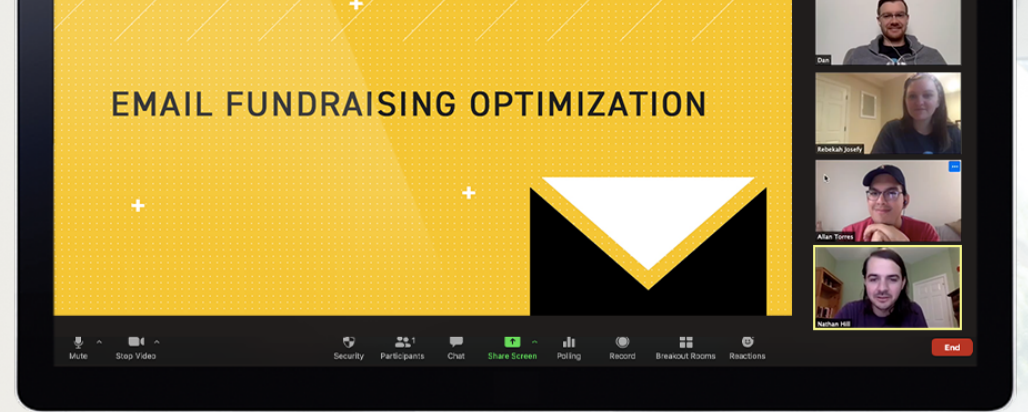 EMAIL FUNDRAISING OPTIMIZATION
Dan
Rebekah Josefy
Allan Torres
Nathan Hill
Mute
Stop Video
Security
1
Participants
Chat
Share Screen
Polling
Record
Breakout Rooms
Reactions
End